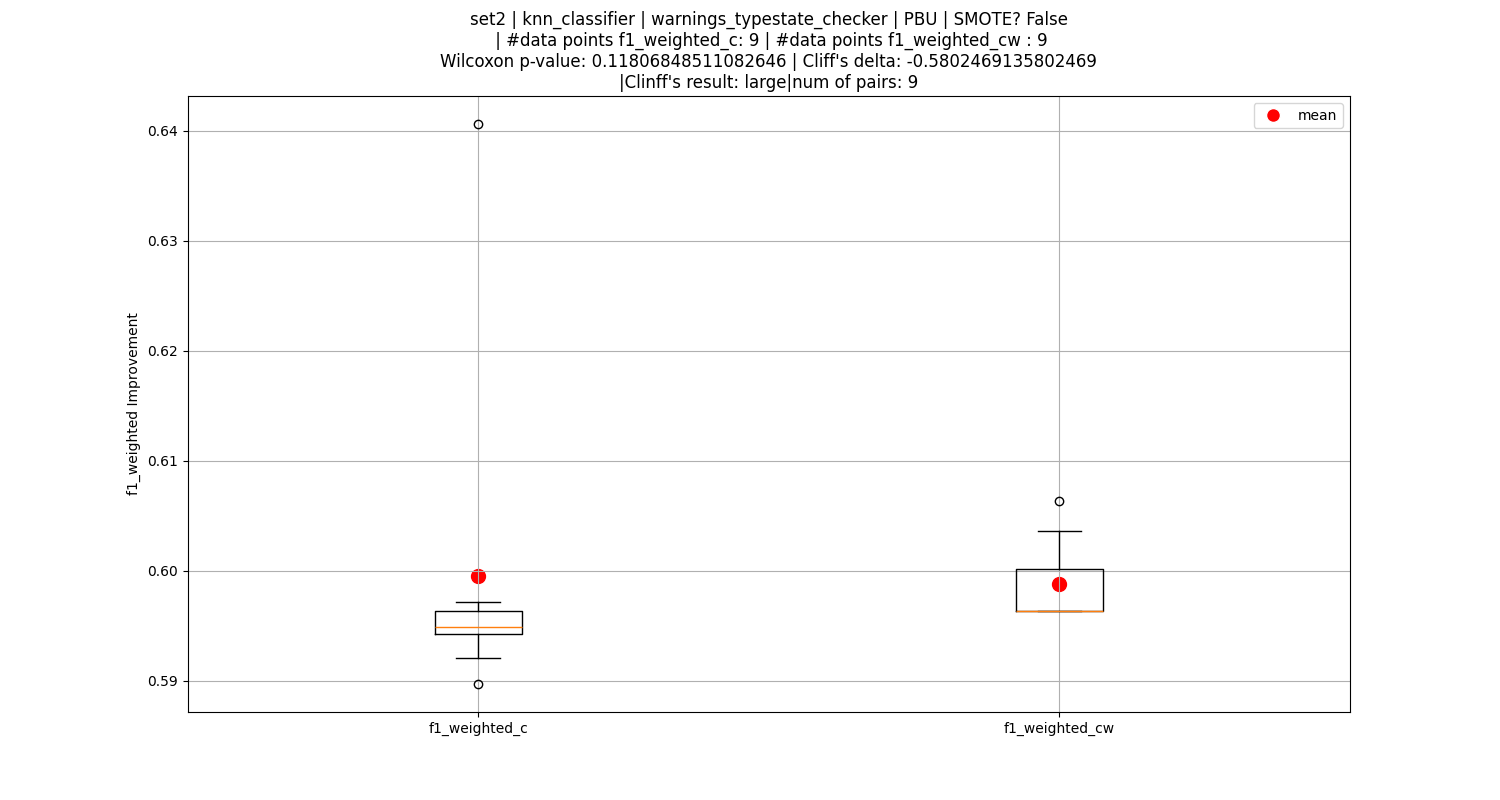 set2 | knn_classifier | warnings_typestate_checker | PBU | SMOTE? False
| #data points f1_weighted_c: 9 | #data points f1_weighted_cw : 9
Wilcoxon p-value: 0.11806848511082646 | Cliff's delta: -0.5802469135802469
|Clinff's result: large|num of pairs: 9
mean
0.64
0.63
0.62
0.61
0.60
0.59
f1_weighted Improvement
f1_weighted_c
f1_weighted_cw